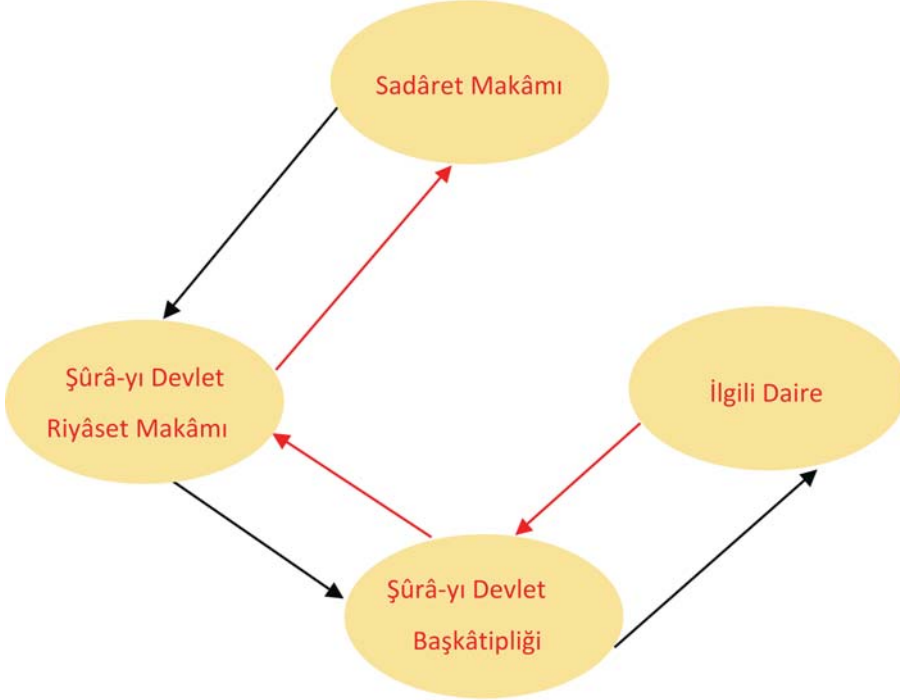 Sadâret Makâmı
Şûrâ-yı Devlet
Riyâset Makâmı
İlgili Daire
Şûrâ-yı Devlet
Başkâtipliği